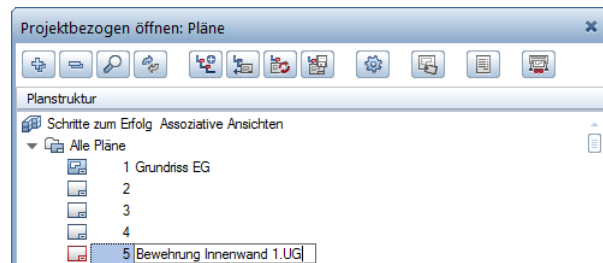 Projektbezogen öffnen: Pläne
Planstruktur
Schritte zum Erfolg Assoziative Ansichten
Alle Pläne
1 Grundriss EG
2
3
4
5 Bewehrung Innenwand 1.UG